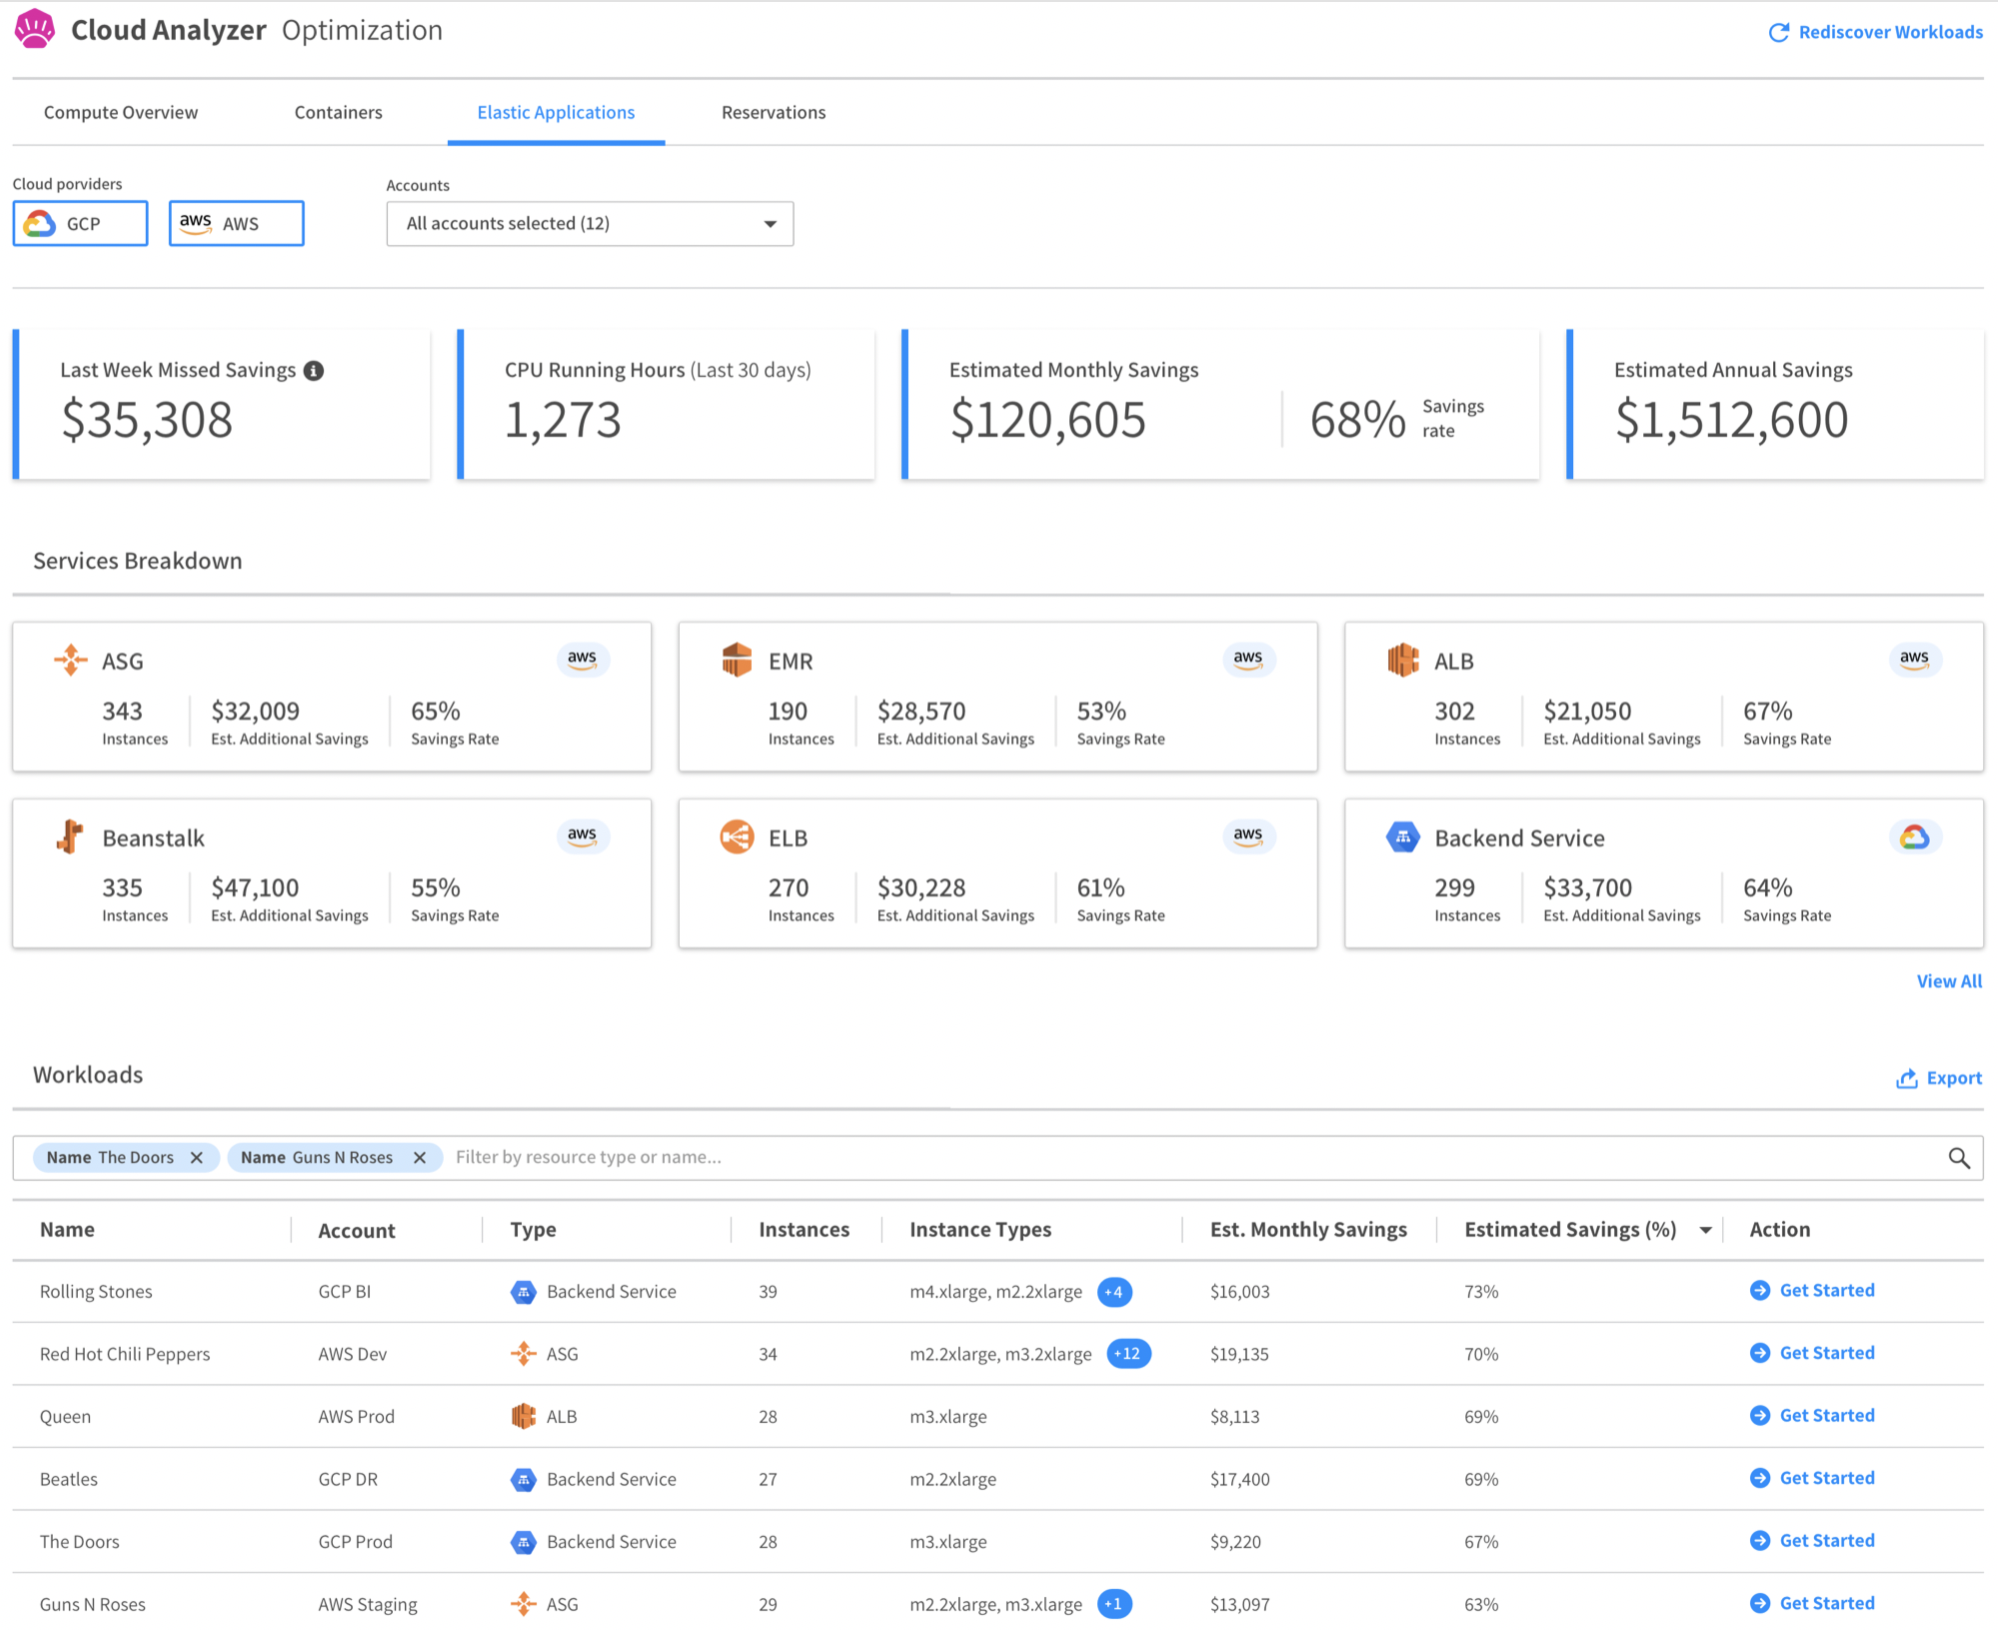 Cloud Analyzer Optimization
Rediscover Workloads
Compute Overview Containers Elastic Applications Reservations
Cloud porviders
GCP
aws AWS
Accounts
All accounts selected (12)
Last Week Missed Savings i
$35,308
CPU Running Hours (Last 30 days)
1,273
Estimated Monthly Savings
$120,605
68% Savings
rate
Estimated Annual Savings
$1,512,600
Services Breakdown
ASG aws
343 $32,009 65%
Instances Est. Additional Savings Savings Rate
EMR aws
190 $28,570 53%
Instances Est. Additional Savings Savings Rate
ALB aws
302 $21,050 67%
Instances Est. Additional Savings Savings Rate
Beanstalk aws
335 $47,100 55%
Instances Est. Additional Savings Savings Rate
ELB aws
270 $30,228 61%
Instances Est. Additional Savings Savings Rate
Backend Service
299 $33,700 64%
Instances Est. Additional Savings Savings Rate
View All
Workloads
Export
Name The Doors Name Guns N Roses Filter by resource type or name...
Name Account Type Instances Instance Types Est. Monthly Savings Estimated Savings (%) Action
Rolling Stones GCP BI Backend Service 39 m4.xlarge, m2.2xlarge +4 $16,003 73% Get Started
Red Hot Chili Peppers AWS Dev ASG 34 m2.2xlarge, m3.2xlarge +12 $19,135 70% Get Started
Queen AWS Prod ALB 28 m3.xlarge $8,113 69% Get Started
Beatles GCP DR Backend Service 27 m2.2xlarge $17,400 69% Get Started
The Doors GCP Prod Backend Service 28 m3.xlarge $9,220 67% Get Started
Guns N Roses AWS Staging ASG 29 m2.2xlarge, m3.xlarge +1 $13,097 63% Get Started